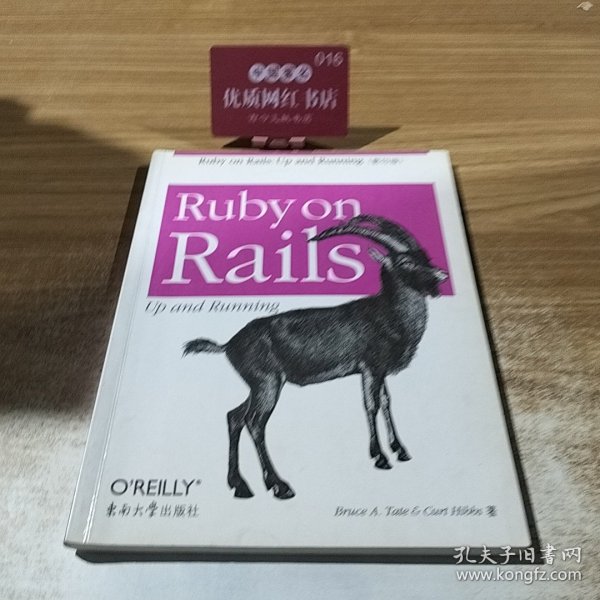 016
优质网红书店
Ruby on Rails: Up and Running
Ruby on
Rails
Up and Running
O'REILLY®
东南大学出版社
Bruce A. Tate & Curt Hibbs 著
孔夫子旧书网
www.kongfz.com